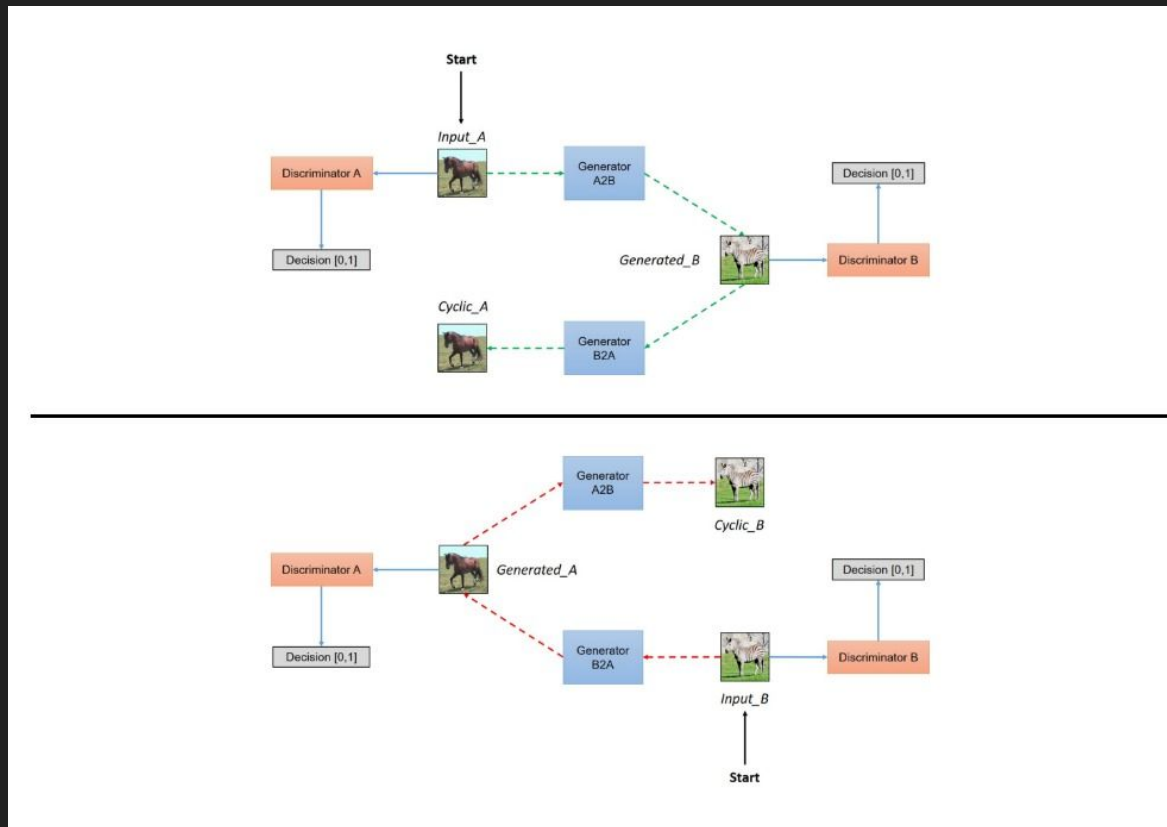 Start
Input_A
Discriminator A
Generator
A2B
Decision [0,1]
Decision [0,1]
Generated_B
Discriminator B
Cyclic_A
Generator
B2A
Generator
A2B
Cyclic_B
Discriminator A
Generated_A
Decision [0,1]
Decision [0,1]
Generator
B2A
Discriminator B
Input_B
Start